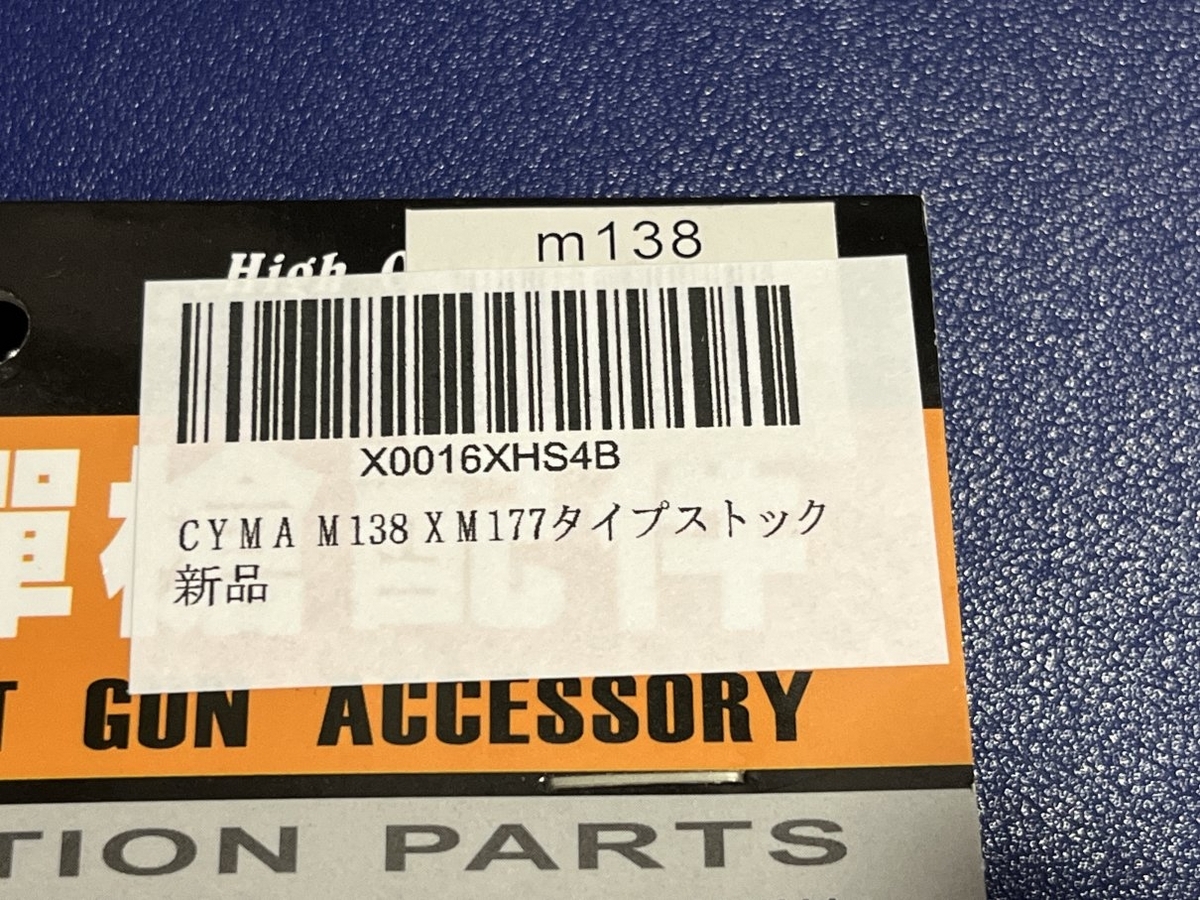 m138
High
X0016XHS4B
CYMA M138 XM177タイプストック
新品
GUN ACCESSORY
TION PARTS